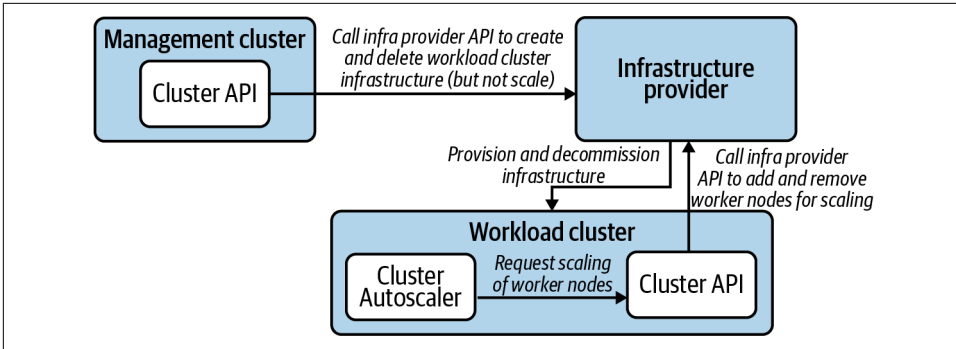 Management cluster
Cluster API
Call infra provider API to create
and delete workload cluster
infrastructure (but not scale)
Infrastructure
provider
Provision and decommission
infrastructure
Call infra provider
API to add and remove
worker nodes for scaling
Workload cluster
Cluster
Autoscaler
Request scaling
of worker nodes
Cluster API